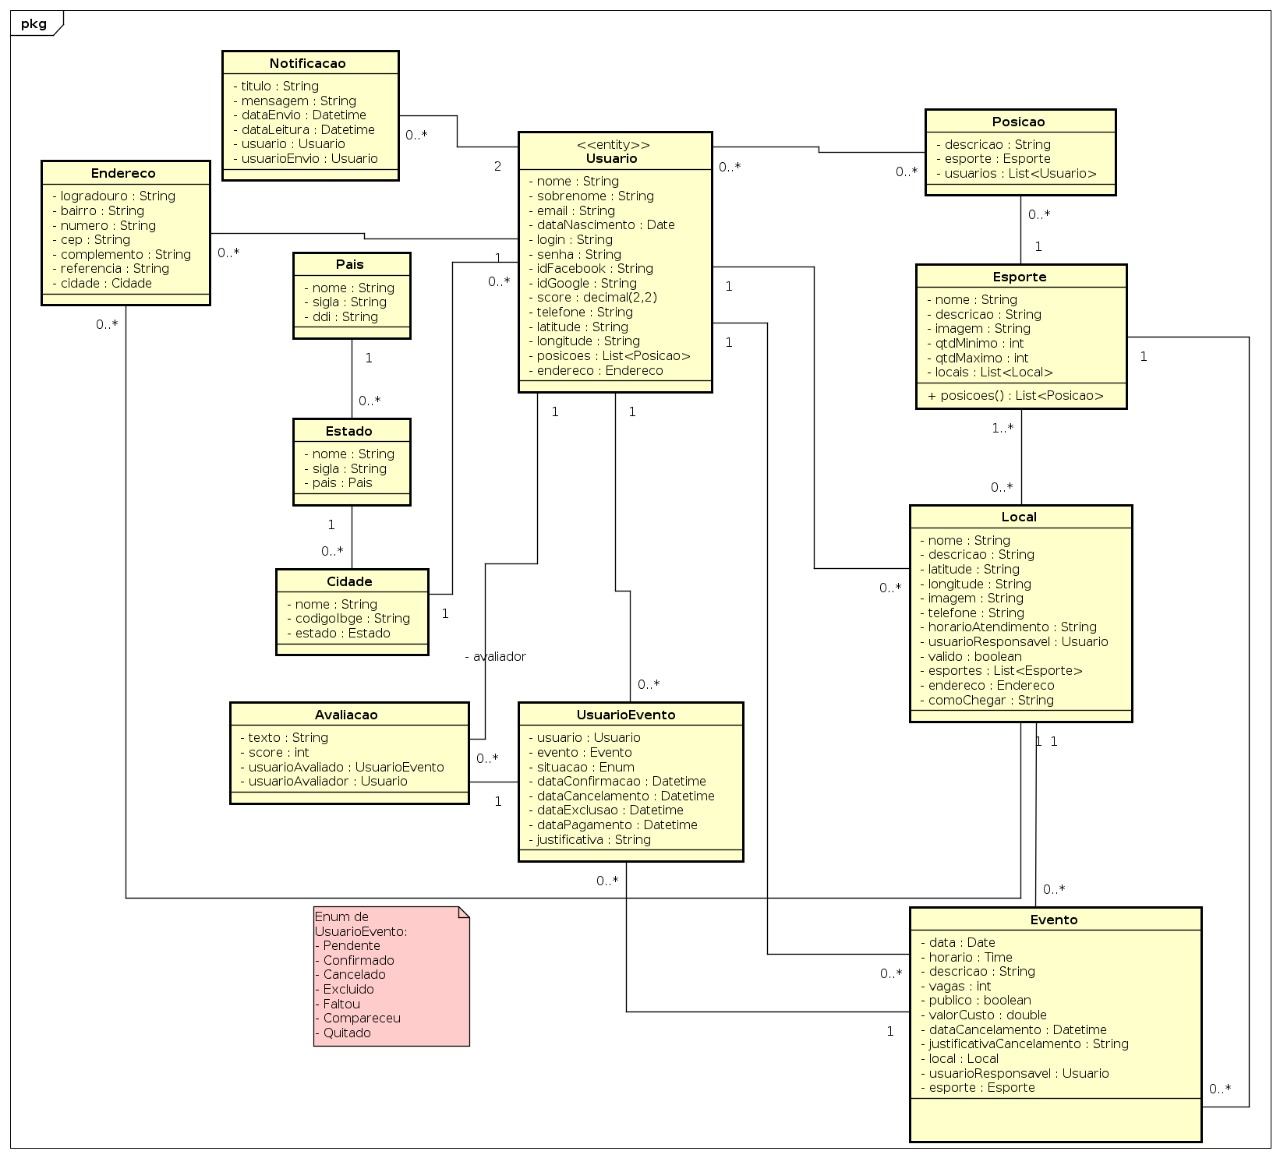 pkg
Notificacao
- titulo : String
- mensagem : String
- dataEnvio : Datetime
- dataLeitura : Datetime
- usuario : Usuario
- usuarioEnvio : Usuario
0..*
2
<<entity>>
Usuario
- nome : String
- sobrenome : String
- email : String
- dataNascimento : Date
- login : String
- senha : String
- idFacebook : String
- idGoogle : String
- score : decimal(2,2)
- telefone : String
- latitude : String
- longitude : String
- posicoes : List<Posicao>
- endereco : Endereco
0..*
0..*
Posicao
- descricao : String
- esporte : Esporte
- usuarios : List<Usuario>
0..*
1
Endereco
- logradouro : String
- bairro : String
- numero : String
- cep : String
- complemento : String
- referencia : String
- cidade : Cidade
0..*
1
0..*
0..*
Pais
- nome : String
- sigla : String
- ddi : String
1
0..*
Estado
- nome : String
- sigla : String
- pais : Pais
1
0..*
Cidade
- nome : String
- codigoIbge : String
- estado : Estado
1
1
1
1
1
Esporte
- nome : String
- descricao : String
- imagem : String
- qtdMinimo : int
- qtdMaximo : int
- locais : List<Local>
+ posicoes() : List<Posicao>
1
1..*
0..*
Local
- nome : String
- descricao : String
- latitude : String
- longitude : String
- imagem : String
- telefone : String
- horarioAtendimento : String
- usuarioResponsavel : Usuario
- valido : boolean
- esportes : List<Esporte>
- endereco : Endereco
- comoChegar : String
0..*
1
1
- avaliador
0..*
Avaliacao
- texto : String
- score : int
- usuarioAvaliado : UsuarioEvento
- usuarioAvaliador : Usuario
0..*
1
UsuarioEvento
- usuario : Usuario
- evento : Evento
- situacao : Enum
- dataConfirmacao : Datetime
- dataCancelamento : Datetime
- dataExclusao : Datetime
- dataPagamento : Datetime
- justificativa : String
0..*
0..*
Enum de
UsuarioEvento:
- Pendente
- Confirmado
- Cancelado
- Excluido
- Faltou
- Compareceu
- Quitado
Evento
- data : Date
- horario : Time
- descricao : String
- vagas : int
- publico : boolean
- valorCusto : double
- dataCancelamento : Datetime
- justificativaCancelamento : String
- local : Local
- usuarioResponsavel : Usuario
- esporte : Esporte
0..*
1
0..*